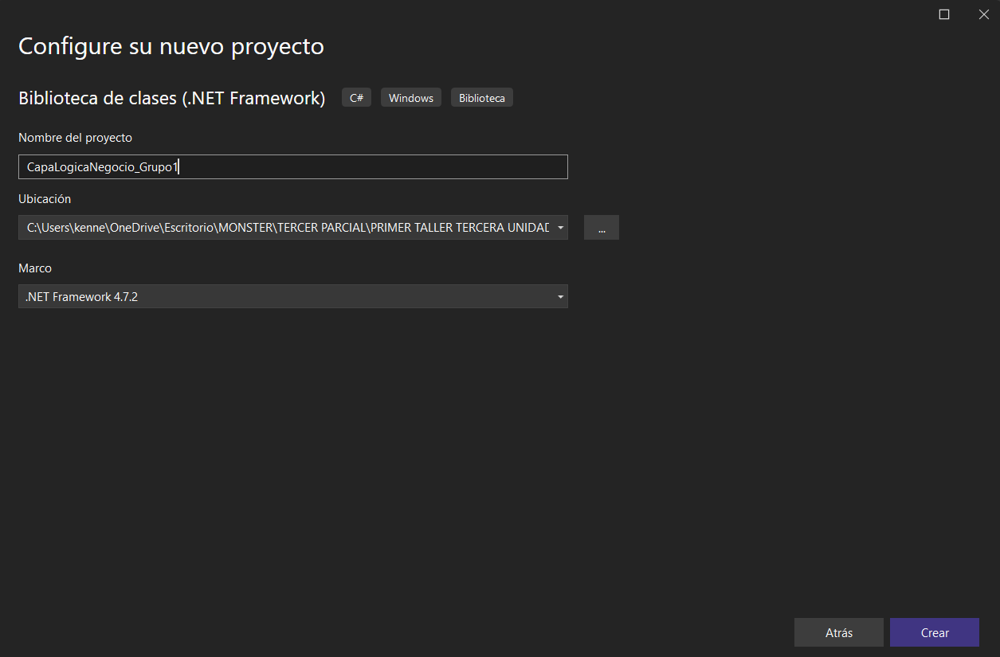 Configure su nuevo proyecto
Biblioteca de clases (.NET Framework) C# Windows Biblioteca
Nombre del proyecto
CapaLogicaNegocio_Grupo1
Ubicación
C:\Users\kenne\OneDrive\Escritorio\MONSTER\TERCER PARCIAL\PRIMER TALLER TERCERA UNIDAD
...
Marco
.NET Framework 4.7.2
Atrás Crear